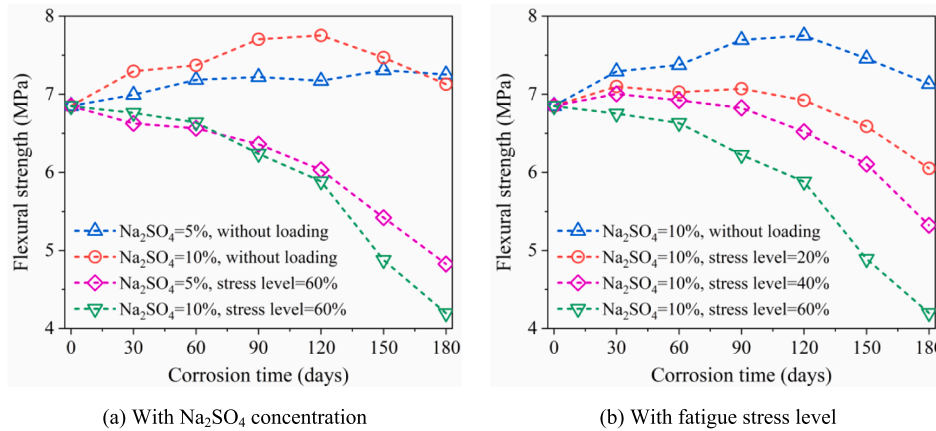 8
7
6
5
4
Flexural strength (MPa)
Na₂SO₄=5%, without loading
Na₂SO₄=10%, without loading
Na₂SO₄=5%, stress level=60%
Na₂SO₄=10%, stress level=60%
0 30 60 90 120 150 180
Corrosion time (days)
(a) With Na₂SO₄ concentration
8
7
6
5
4
Flexural strength (MPa)
Na₂SO₄=10%, without loading
Na₂SO₄=10%, stress level=20%
Na₂SO₄=10%, stress level=40%
Na₂SO₄=10%, stress level=60%
0 30 60 90 120 150 180
Corrosion time (days)
(b) With fatigue stress level